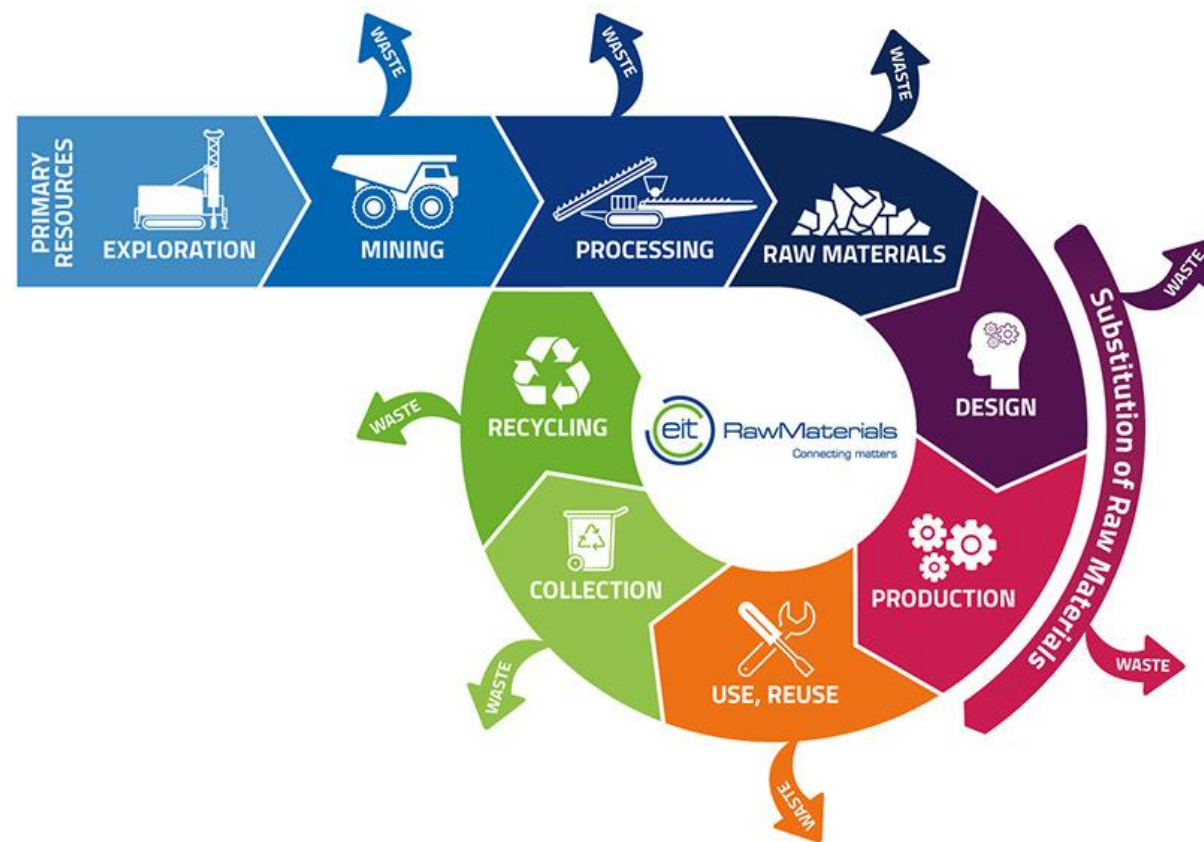 WASTE
WASTE
WASTE
PRIMARY
RESOURCES
EXPLORATION
MINING
PROCESSING
RAW MATERIALS
WASTE
Substitution of Raw Materials
DESIGN
RECYCLING
WASTE
eit RawMaterials
Connecting matters
COLLECTION
PRODUCTION
WASTE
WASTE
USE, REUSE
WASTE